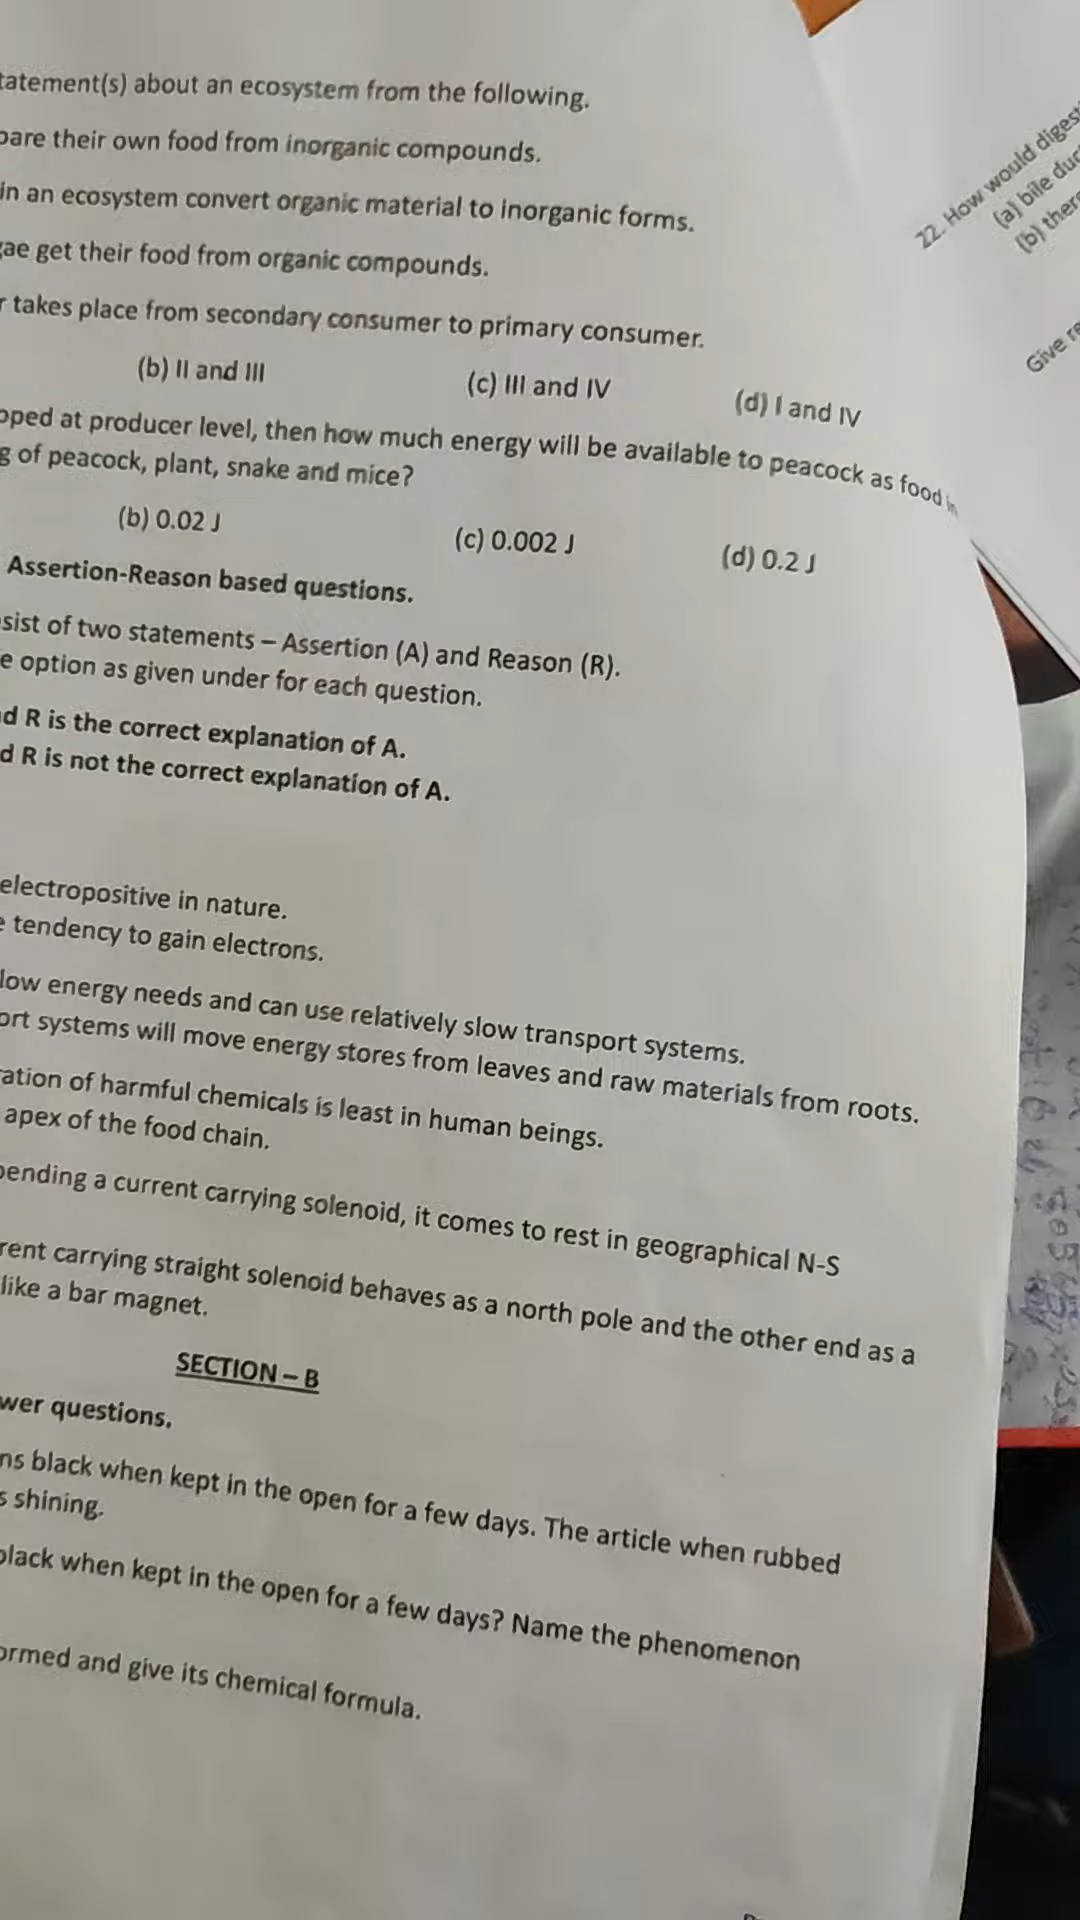 tatement(s) about an ecosystem from the following.
pare their own food from inorganic compounds.
in an ecosystem convert organic material to inorganic forms.
gae get their food from organic compounds.
r takes place from secondary consumer to primary consumer.
(b) II and III (c) III and IV (d) I and IV
pped at producer level, then how much energy will be available to peacock as food in
g of peacock, plant, snake and mice?
(b) 0.02 J (c) 0.002 J (d) 0.2 J
Assertion-Reason based questions.
sist of two statements – Assertion (A) and Reason (R).
e option as given under for each question.
d R is the correct explanation of A.
d R is not the correct explanation of A.
electropositive in nature.
e tendency to gain electrons.
low energy needs and can use relatively slow transport systems.
ort systems will move energy stores from leaves and raw materials from roots.
ration of harmful chemicals is least in human beings.
apex of the food chain.
pending a current carrying solenoid, it comes to rest in geographical N-S
rent carrying straight solenoid behaves as a north pole and the other end as a
like a bar magnet.
SECTION – B
wer questions.
ns black when kept in the open for a few days. The article when rubbed
s shining.
black when kept in the open for a few days? Name the phenomenon
ormed and give its chemical formula.
22. How would digest
(a) bile duc
(b) there
Give re